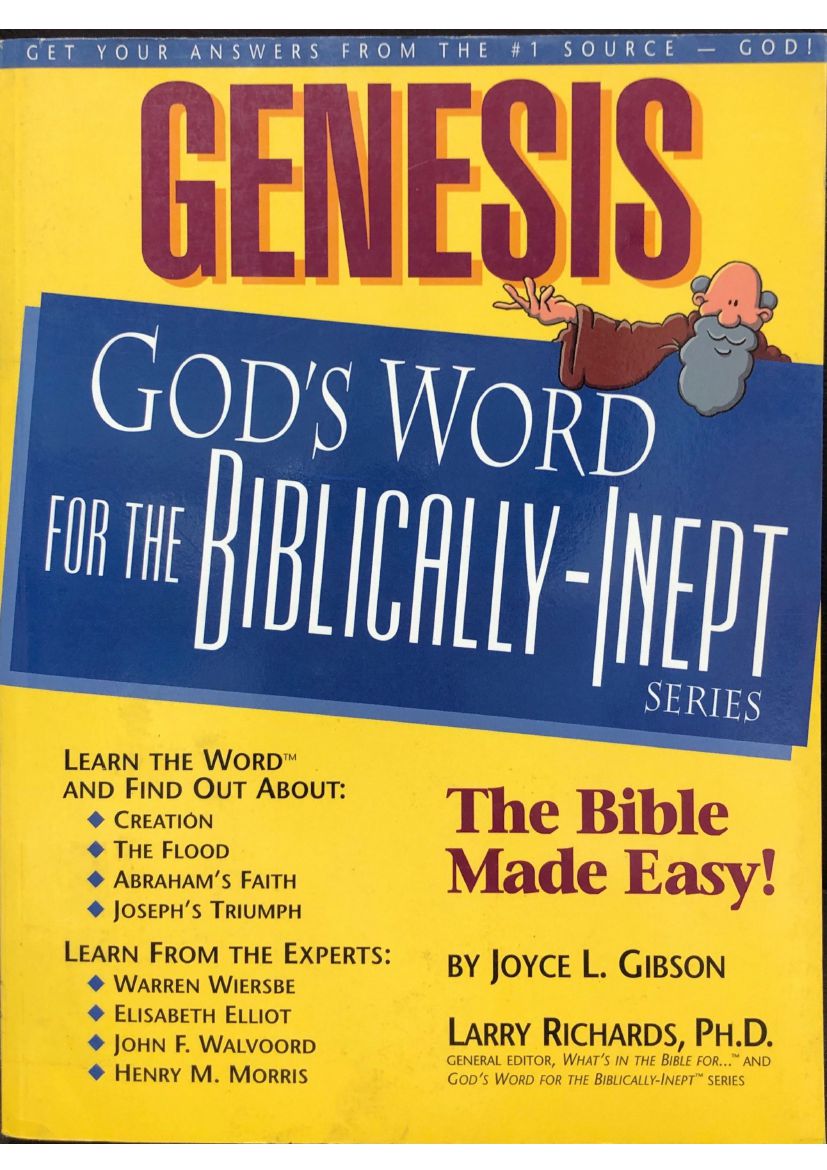 GET YOUR ANSWERS FROM THE #1 SOURCE — GOD!
GENESIS
GOD'S WORD
FOR THE BIBLICALLY-INEPT
SERIES
LEARN THE WORD™
AND FIND OUT ABOUT:
◆ CREATION
◆ THE FLOOD
◆ ABRAHAM'S FAITH
◆ JOSEPH'S TRIUMPH
LEARN FROM THE EXPERTS:
◆ WARREN WIERSBE
◆ ELISABETH ELLIOT
◆ JOHN F. WALVOORD
◆ HENRY M. MORRIS
The Bible
Made Easy!
BY JOYCE L. GIBSON
LARRY RICHARDS, PH.D.
GENERAL EDITOR, WHAT'S IN THE BIBLE FOR...™ AND
GOD'S WORD FOR THE BIBLICALLY-INEPT™ SERIES